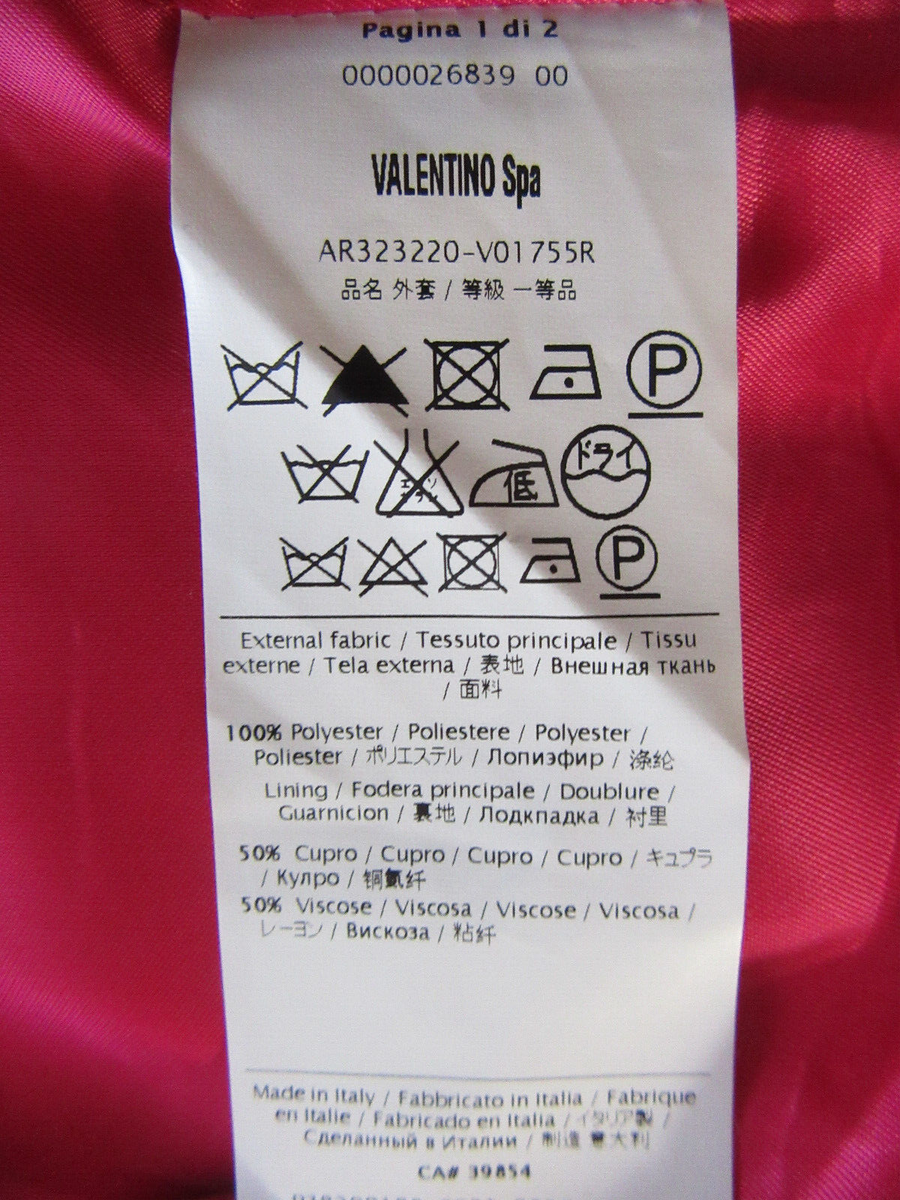 Pagina 1 di 2
0000026839 00
VALENTINO Spa
AR323220-V01755R
品名 外套 / 等級 一等品
P
ドライ
低
P
External fabric / Tessuto principale / Tissu
externe / Tela externa / 表地 / Внешная ткань
/ 面料
100% Polyester / Poliestere / Polyester /
Poliester / ポリエステル / Лопиэфир / 涤纶
Lining / Fodera principale / Doublure /
Guarnicion / 裏地 / Лодкпадка / 衬里
50% Cupro / Cupro / Cupro / Cupro / キュプラ
/ Кулро / 铜氨纤
50% Viscose / Viscosa / Viscose / Viscosa /
レーヨン / Вискоза / 粘纤
Made in Italy / Fabbricato in Italia / Fabrique
en Italie / Fabricado en Italia / イタリア製 /
Сделанный в Италии / 制造 意大利
CA# 39854